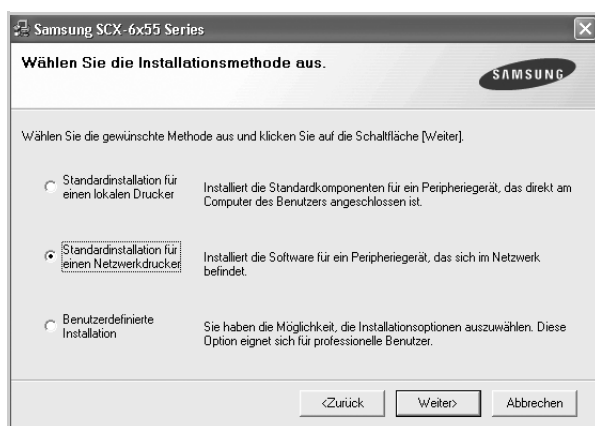 Samsung SCX-6x55 Series
Wählen Sie die Installationsmethode aus.
SAMSUNG
Wählen Sie die gewünschte Methode aus und klicken Sie auf die Schaltfläche [Weiter].
Standardinstallation für
einen lokalen Drucker
Installiert die Standardkomponenten für ein Peripheriegerät, das direkt am
Computer des Benutzers angeschlossen ist.
Standardinstallation für
einen Netzwerkdrucker
Installiert die Software für ein Peripheriegerät, das sich im Netzwerk
befindet.
Benutzerdefinierte
Installation
Sie haben die Möglichkeit, die Installationsoptionen auszuwählen. Diese
Option eignet sich für professionelle Benutzer.
<Zurück
Weiter>
Abbrechen